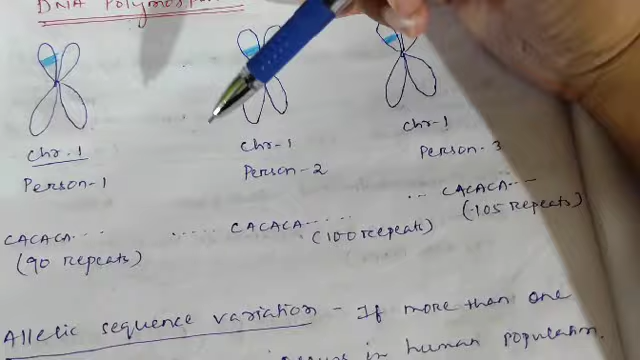 DNA
Chr-1 Chr-1 Chr-1
Person-1 Person-2 Person-3
CACACA.... ..... CACACA...... ... CACACA...
(90 repeats) (100 repeats) (105 repeats)
Allelic sequence variation - If more than one
occurs in human population.